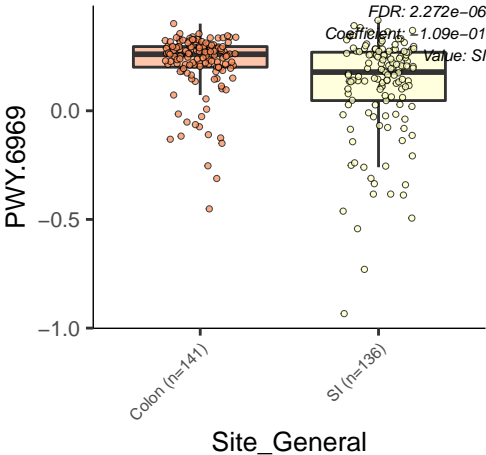 FDR: 2.272e−06
Coefficient: −1.09e−01
Value: SI
PWY.6969
0.0
−0.5
−1.0
Colon (n=141)
SI (n=136)
Site_General